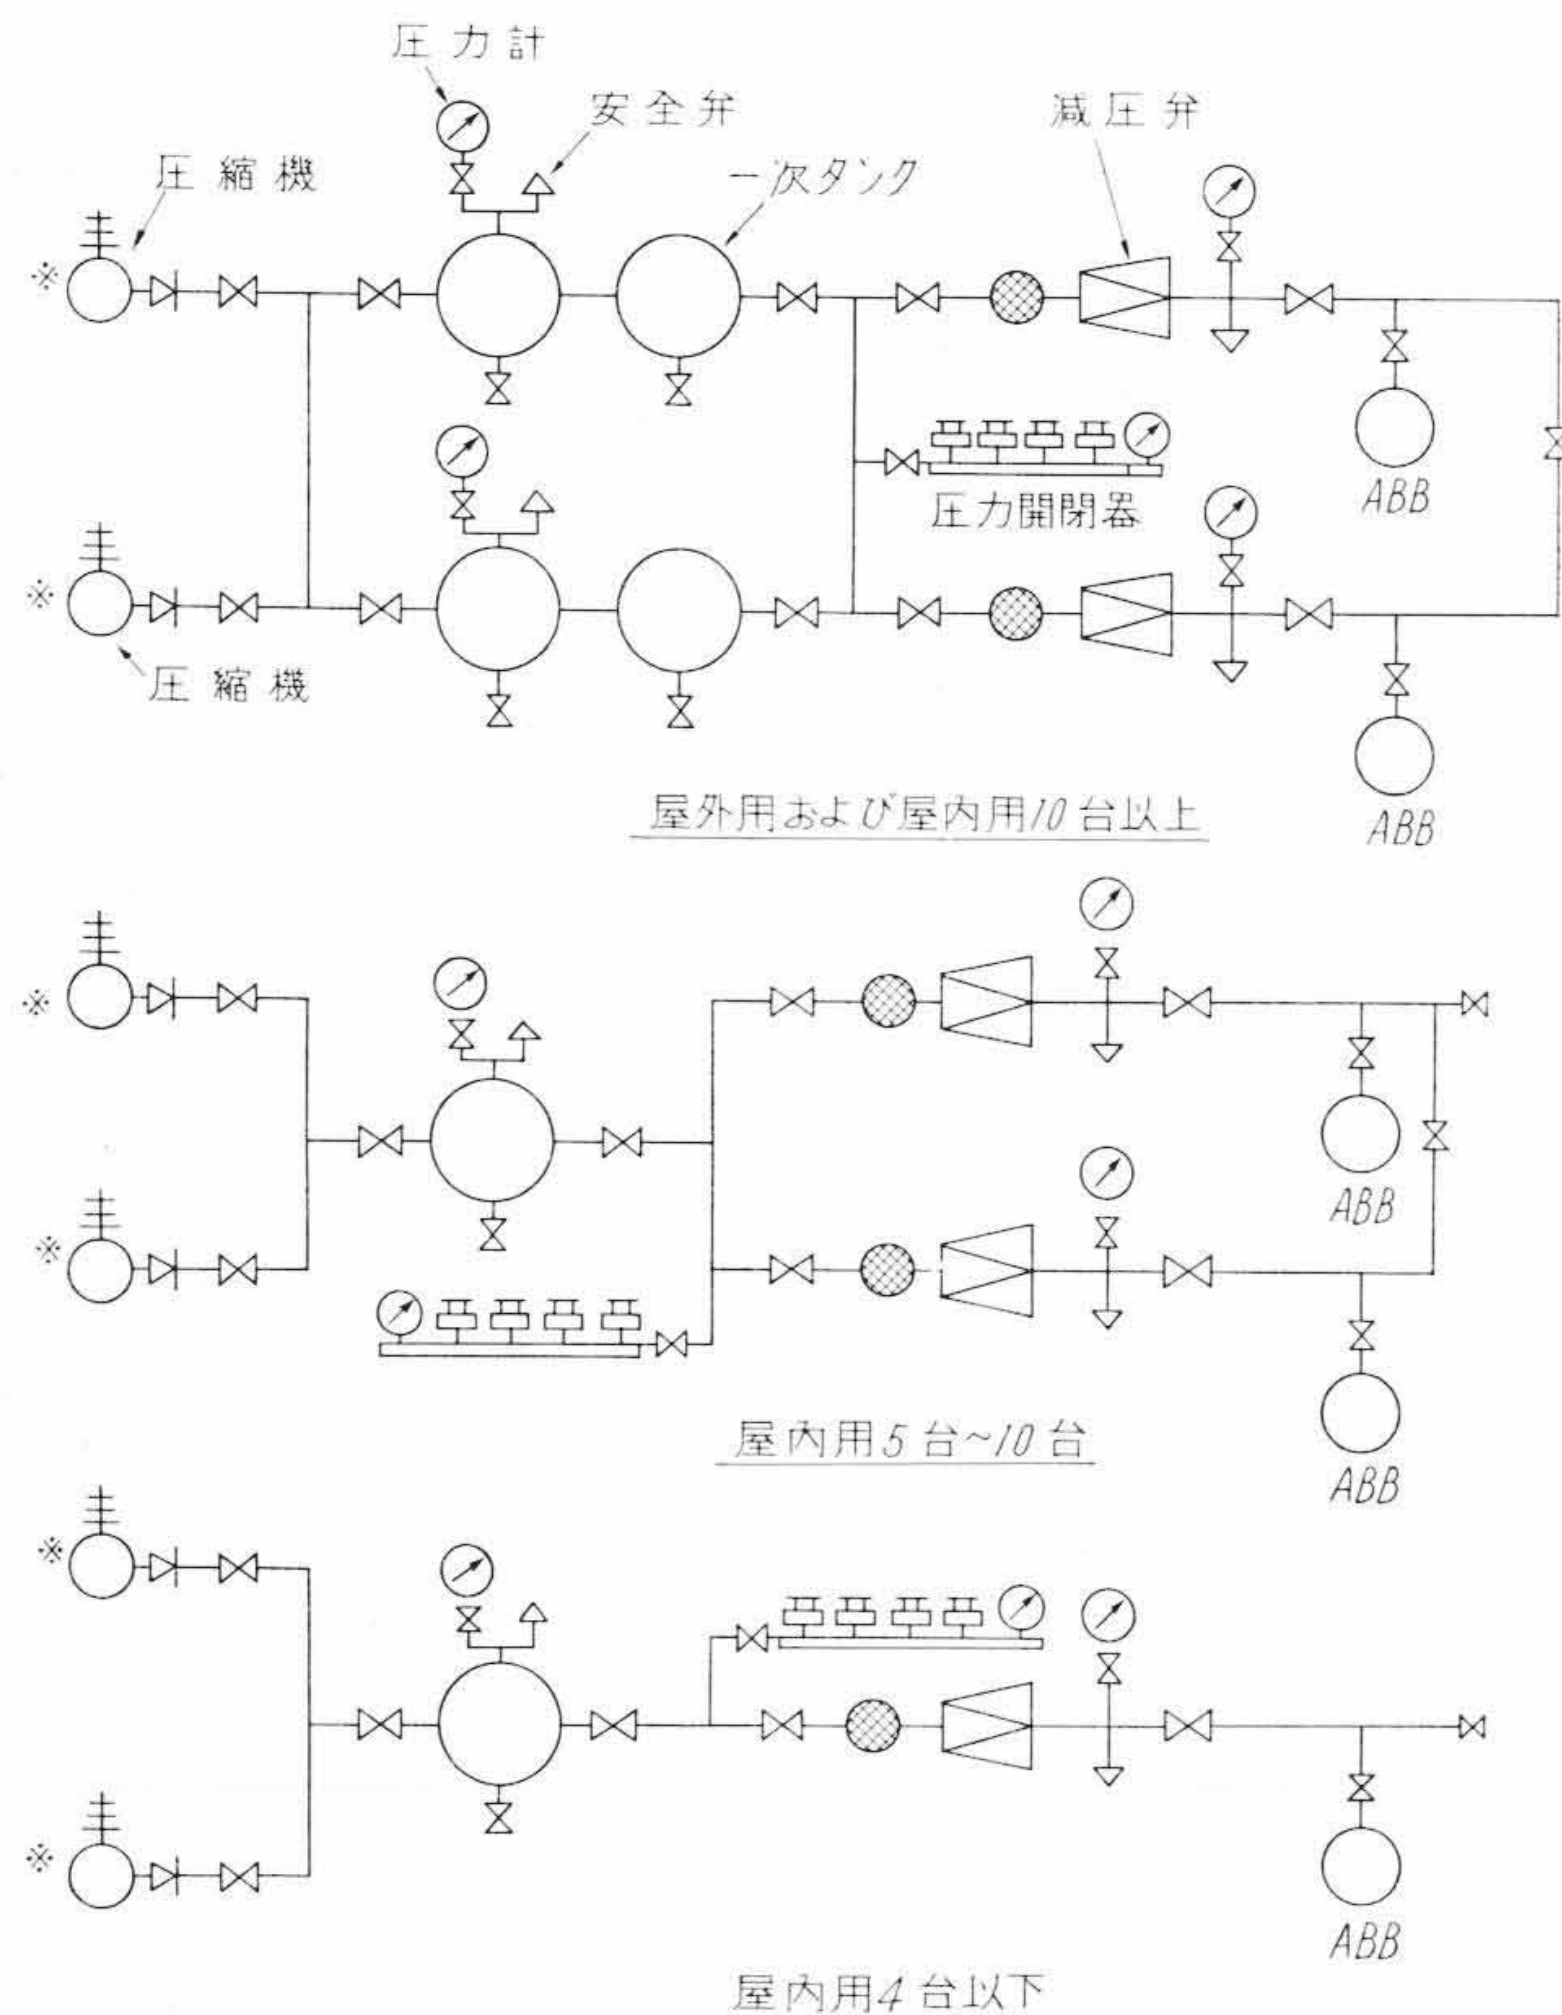 圧力計
安全弁
減圧弁
圧縮機
一次タンク
※
ABB
圧力開閉器
※
圧縮機
屋外用および屋内用10台以上
ABB
※
ABB
※
屋内用5台~10台
ABB
※
※
ABB
屋内用4台以下